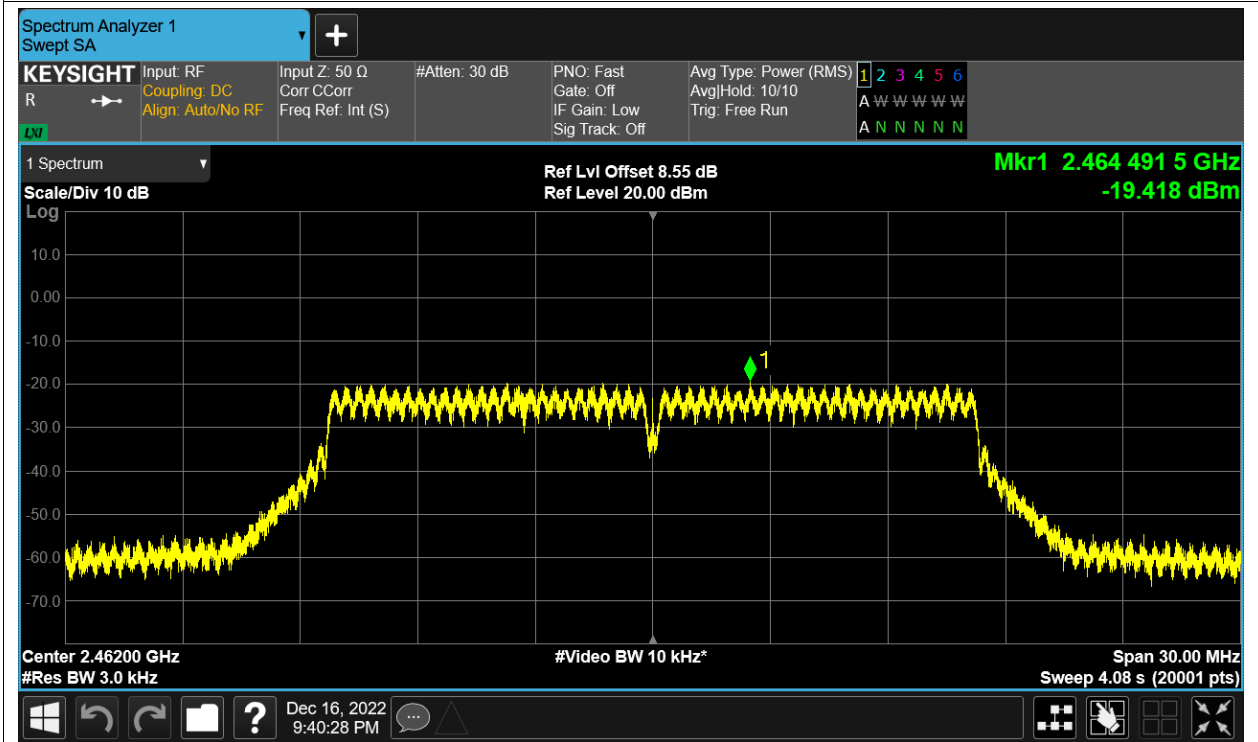 Spectrum Analyzer 1
Swept SA
+
KEYSIGHT
R
LXI
Input: RF
Coupling: DC
Align: Auto/No RF
Input Z: 50 Ω
Corr CCorr
Freq Ref: Int (S)
#Atten: 30 dB
PNO: Fast
Gate: Off
IF Gain: Low
Sig Track: Off
Avg Type: Power (RMS)
Avg|Hold: 10/10
Trig: Free Run
1 2 3 4 5 6
A W W W W W
A N N N N N
1 Spectrum
Scale/Div 10 dB
Ref Lvl Offset 8.55 dB
Ref Level 20.00 dBm
Mkr1 2.464 491 5 GHz
-19.418 dBm
Log
10.0
0.00
-10.0
-20.0
-30.0
-40.0
-50.0
-60.0
-70.0
1
Center 2.46200 GHz
#Res BW 3.0 kHz
#Video BW 10 kHz*
Span 30.00 MHz
Sweep 4.08 s (20001 pts)
?
Dec 16, 2022
9:40:28 PM